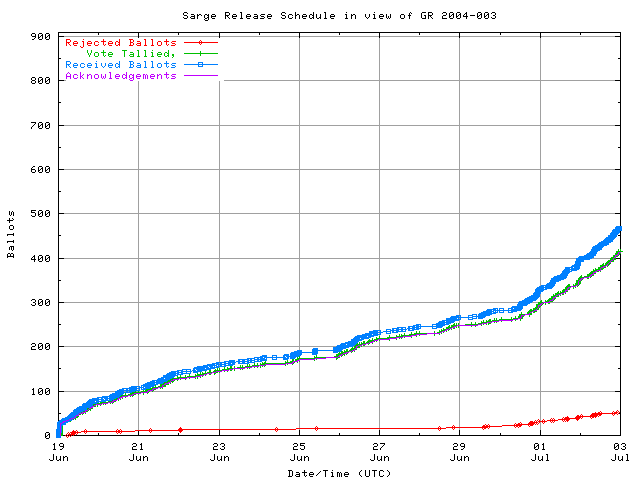 Sarge Release Schedule in view of GR 2004-003
900
800
700
600
500
400
300
200
100
0
Ballots
Rejected Ballots
Vote Tallied,
Received Ballots
Acknowledgements
19 21 23 25 27 29 01 03
Jun Jun Jun Jun Jun Jun Jul Jul
Date/Time (UTC)